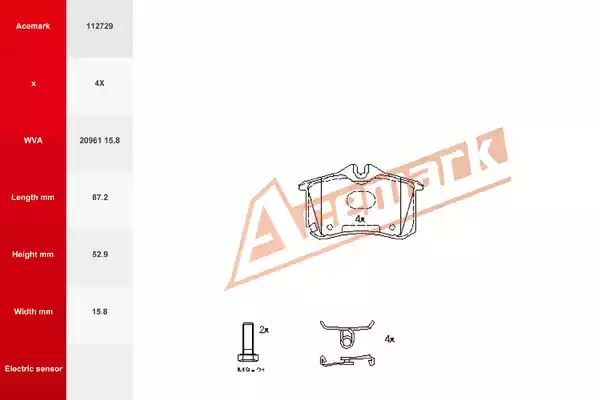 Acemark 112729
x 4X
WVA 20961 15.8
Length mm 87.2
Height mm 52.9
Width mm 15.8
Electric sensor
Acemark
4x
2x
4x